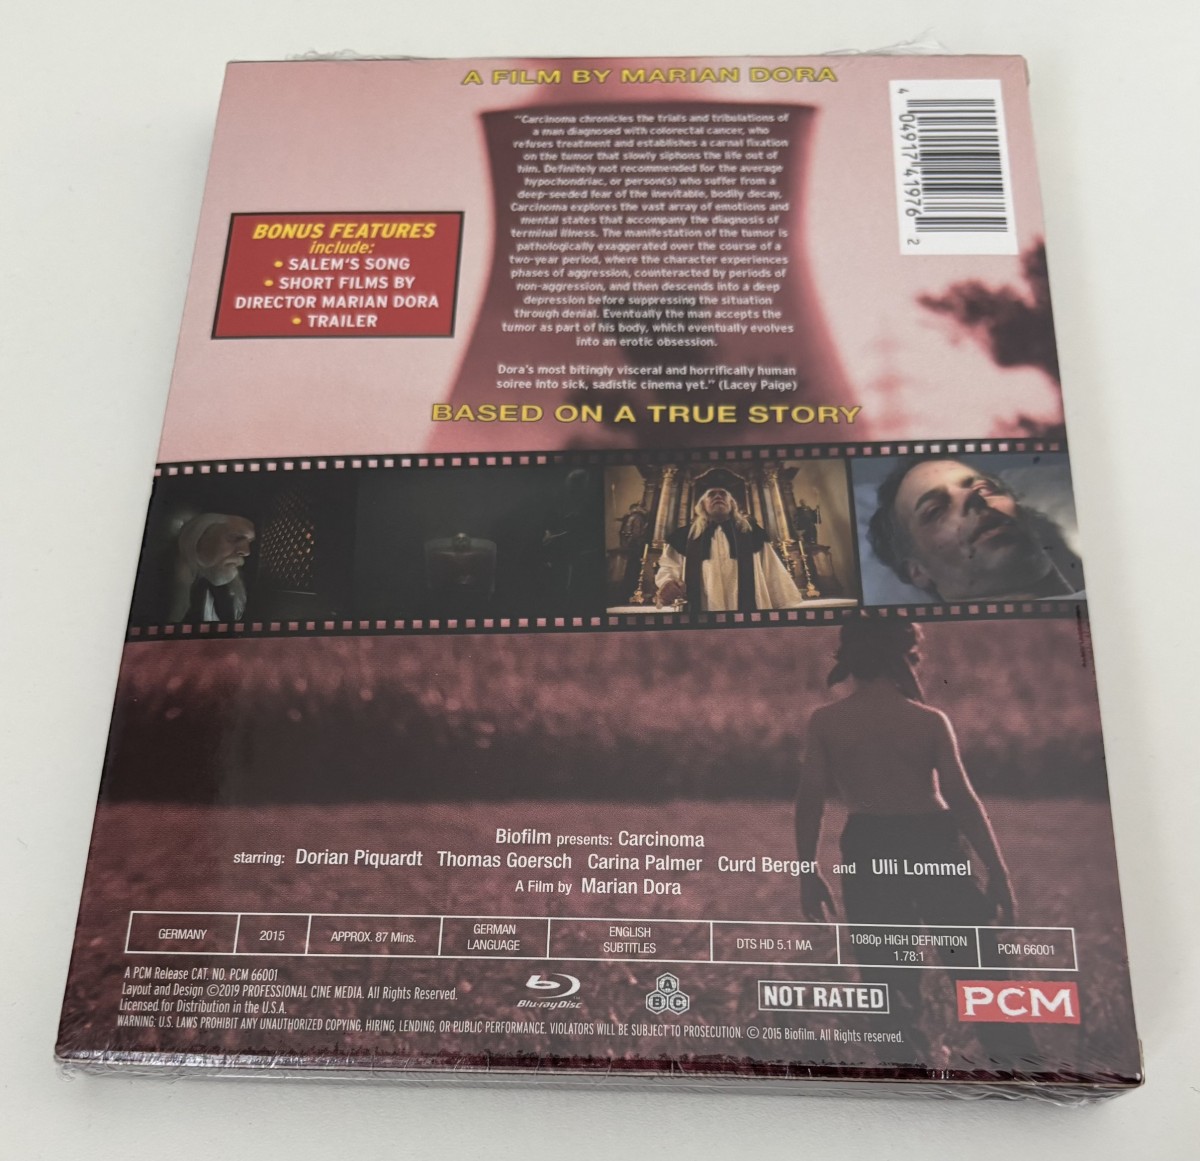 A FILM BY MARIAN DORA
"Carcinoma chronicles the trials and tribulations of
a man diagnosed with colorectal cancer, who
refuses treatment and establishes a carnal fixation
on the tumor that slowly siphons the life out of
him. Definitely not recommended for the average
hypochondriac, or person(s) who suffer from a
deep-seeded fear of the inevitable, bodily decay,
Carcinoma explores the vast array of emotions and
mental states that accompany the diagnosis of
terminal illness. The manifestation of the tumor is
pathologically exaggerated over the course of a
two-year period, where the character experiences
phases of aggression, counteracted by periods of
non-aggression, and then descends into a deep
depression before suppressing the situation
through denial. Eventually the man accepts the
tumor as part of his body, which eventually evolves
into an erotic obsession.
Dora's most bitingly visceral and horrifically human
soiree into sick, sadistic cinema yet." (Lacey Paige)
BASED ON A TRUE STORY
4 049174 19762
BONUS FEATURES
include:
• SALEM'S SONG
• SHORT FILMS BY
DIRECTOR MARIAN DORA
• TRAILER
Biofilm presents: Carcinoma
starring: Dorian Piquardt Thomas Goersch Carina Palmer Curd Berger and Ulli Lommel
A Film by Marian Dora
GERMANY
2015
APPROX. 87 Mins.
GERMAN
LANGUAGE
ENGLISH
SUBTITLES
DTS HD 5.1 MA
1080p HIGH DEFINITION
1.78:1
PCM 66001
A PCM Release CAT. NO. PCM 66001
Layout and Design ©2019 PROFESSIONAL CINE MEDIA. All Rights Reserved.
Licensed for Distribution in the U.S.A.
WARNING: U.S. LAWS PROHIBIT ANY UNAUTHORIZED COPYING, HIRING, LENDING, OR PUBLIC PERFORMANCE. VIOLATORS WILL BE SUBJECT TO PROSECUTION. © 2015 Biofilm. All Rights reserved.
Blu-ray Disc
A
B C
NOT RATED
PCM